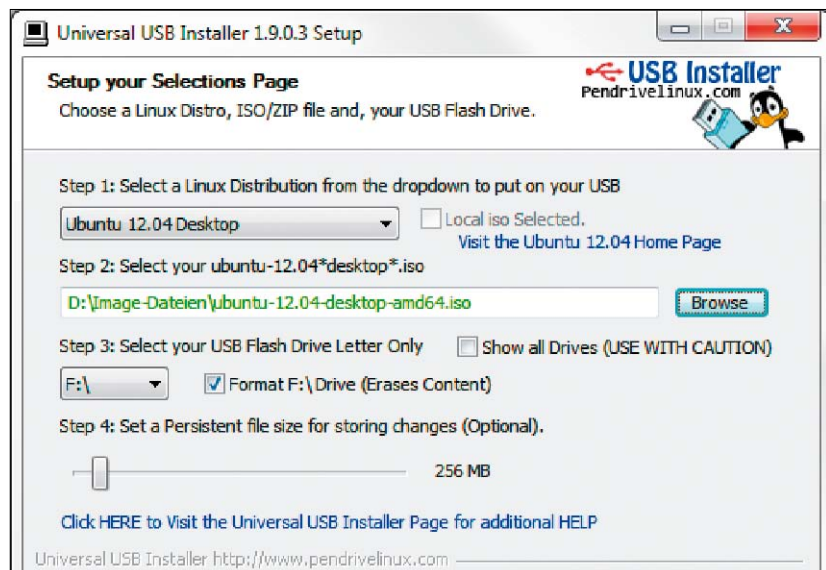 Universal USB Installer 1.9.0.3 Setup
Setup your Selections Page
Choose a Linux Distro, ISO/ZIP file and, your USB Flash Drive.
USB Installer
Pendrivelinux.com
Step 1: Select a Linux Distribution from the dropdown to put on your USB
Ubuntu 12.04 Desktop
Local iso Selected.
Visit the Ubuntu 12.04 Home Page
Step 2: Select your ubuntu-12.04*desktop*.iso
D:\Image-Dateien\ubuntu-12.04-desktop-amd64.iso
Browse
Step 3: Select your USB Flash Drive Letter Only
Show all Drives (USE WITH CAUTION)
F:\
Format F:\ Drive (Erases Content)
Step 4: Set a Persistent file size for storing changes (Optional).
256 MB
Click HERE to Visit the Universal USB Installer Page for additional HELP
Universal USB Installer http://www.pendrivelinux.com